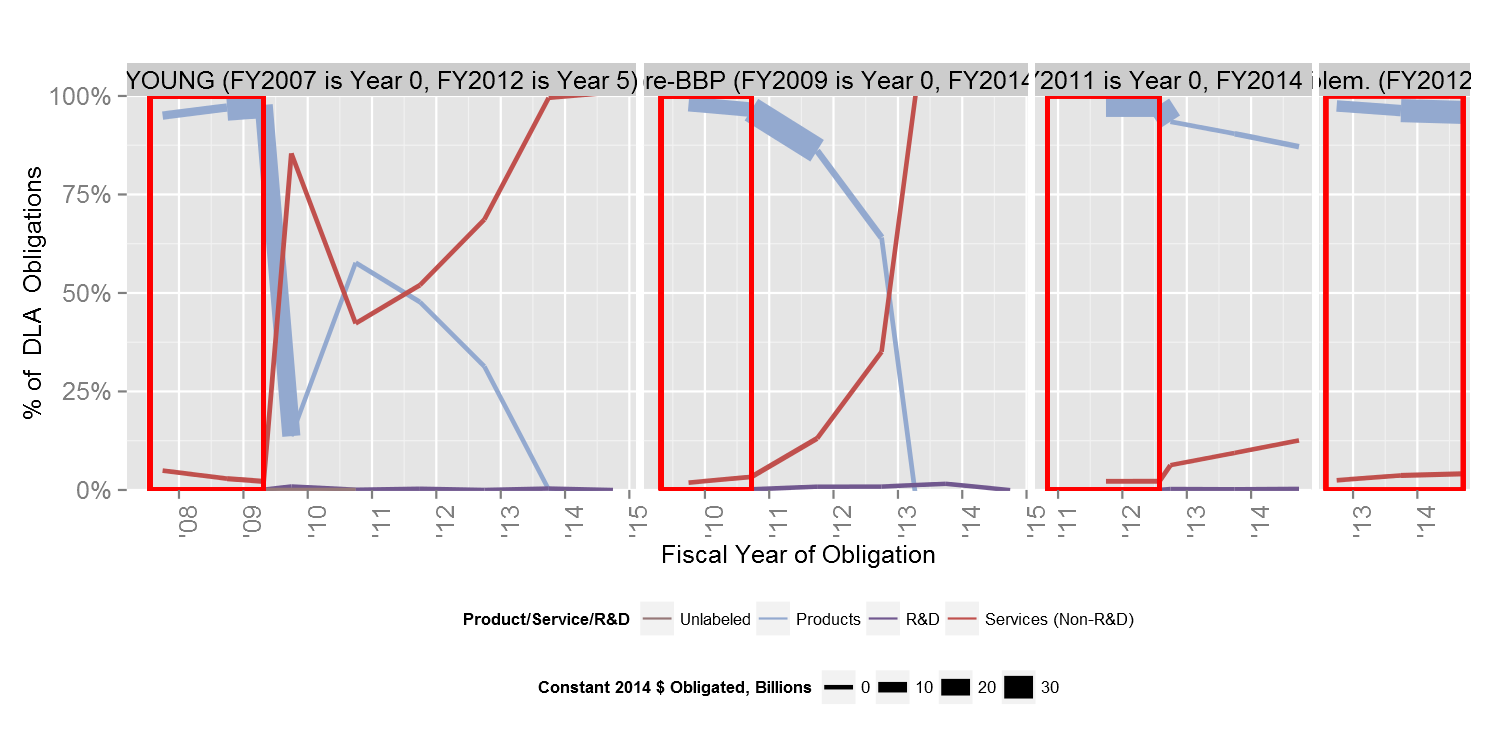 YOUNG (FY2007 is Year 0, FY2012 is Year 5)
re-BBP (FY2009 is Year 0, FY2014
2011 is Year 0, FY2014
lem. (FY2012
% of DLA Obligations
100%
75%
50%
25%
0%
'08 '09 '10 '11 '12 '13 '14 '15
'10 '11 '12 '13 '14 '15
'11 '12 '13 '14
'13 '14
Fiscal Year of Obligation
Product/Service/R&D Unlabeled Products R&D Services (Non-R&D)
Constant 2014 $ Obligated, Billions 0 10 20 30